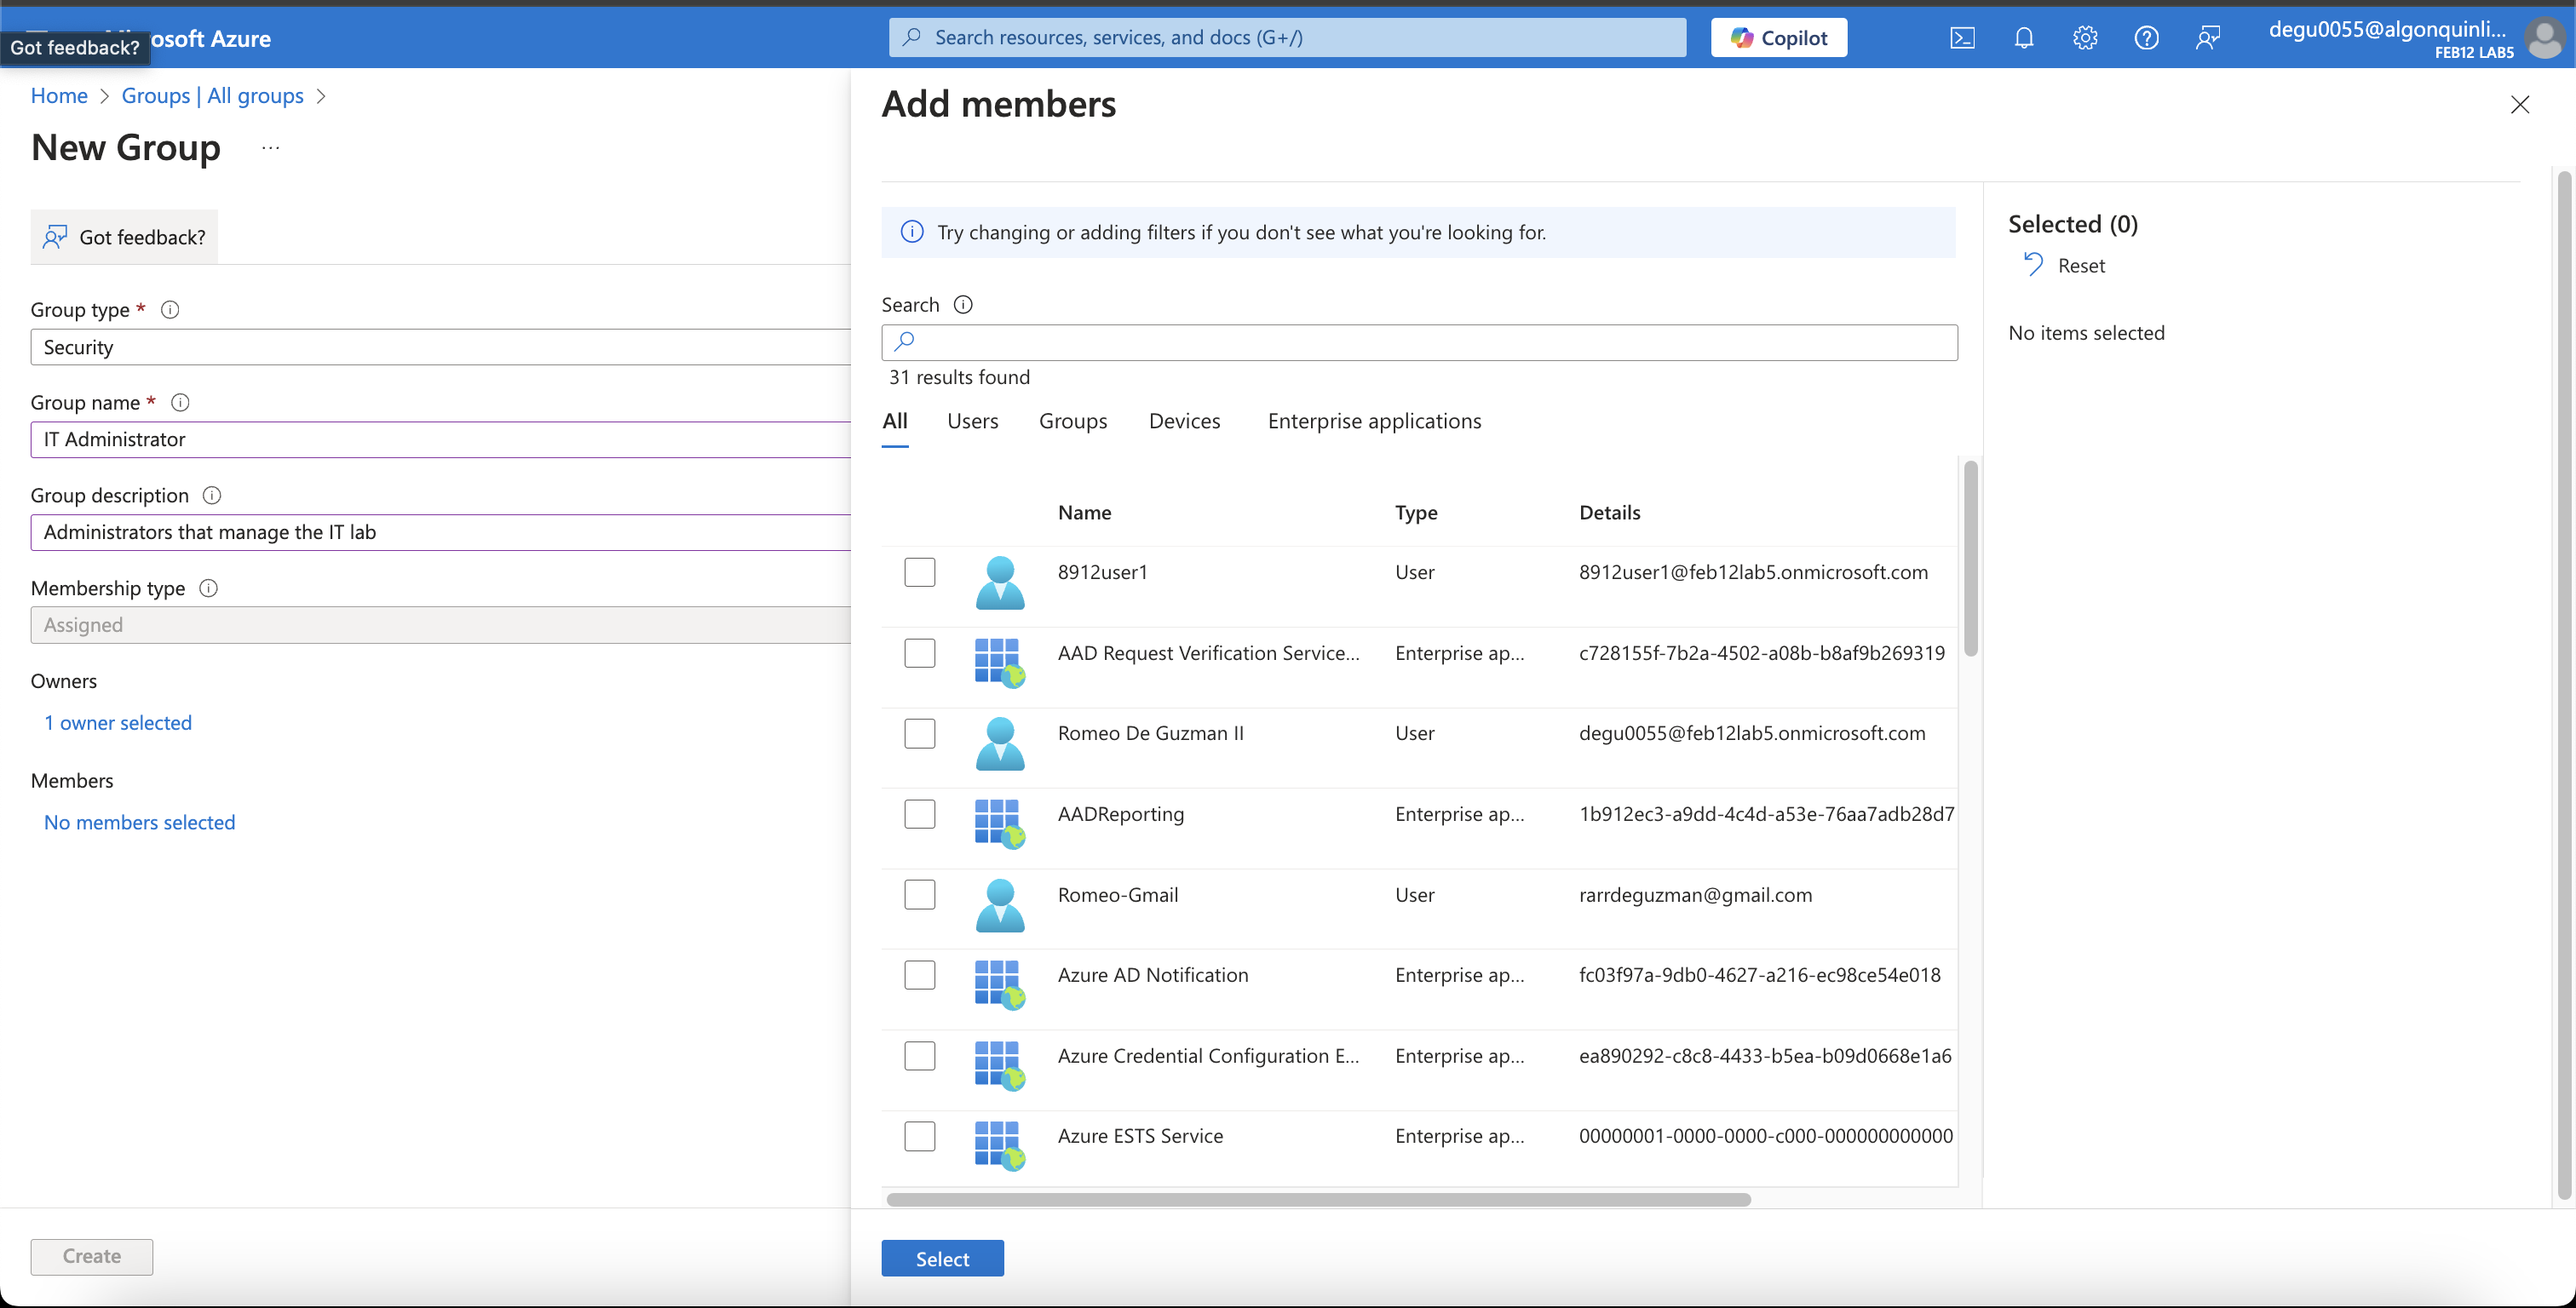 Got feedback?
osoft Azure
Search resources, services, and docs (G+/)
Copilot
degu0055@algonquinli...
FEB12 LAB5
Home > Groups | All groups >
New Group ...
Got feedback?
Group type *
Security
Group name *
IT Administrator
Group description
Administrators that manage the IT lab
Membership type
Assigned
Owners
1 owner selected
Members
No members selected
Create
Add members
Try changing or adding filters if you don't see what you're looking for.
Search
31 results found
All Users Groups Devices Enterprise applications
Name Type Details
8912user1 User 8912user1@feb12lab5.onmicrosoft.com
AAD Request Verification Service... Enterprise ap... c728155f-7b2a-4502-a08b-b8af9b269319
Romeo De Guzman II User degu0055@feb12lab5.onmicrosoft.com
AADReporting Enterprise ap... 1b912ec3-a9dd-4c4d-a53e-76aa7adb28d7
Romeo-Gmail User rarrdeguzman@gmail.com
Azure AD Notification Enterprise ap... fc03f97a-9db0-4627-a216-ec98ce54e018
Azure Credential Configuration E... Enterprise ap... ea890292-c8c8-4433-b5ea-b09d0668e1a6
Azure ESTS Service Enterprise ap... 00000001-0000-0000-c000-000000000000
Select
Selected (0)
Reset
No items selected